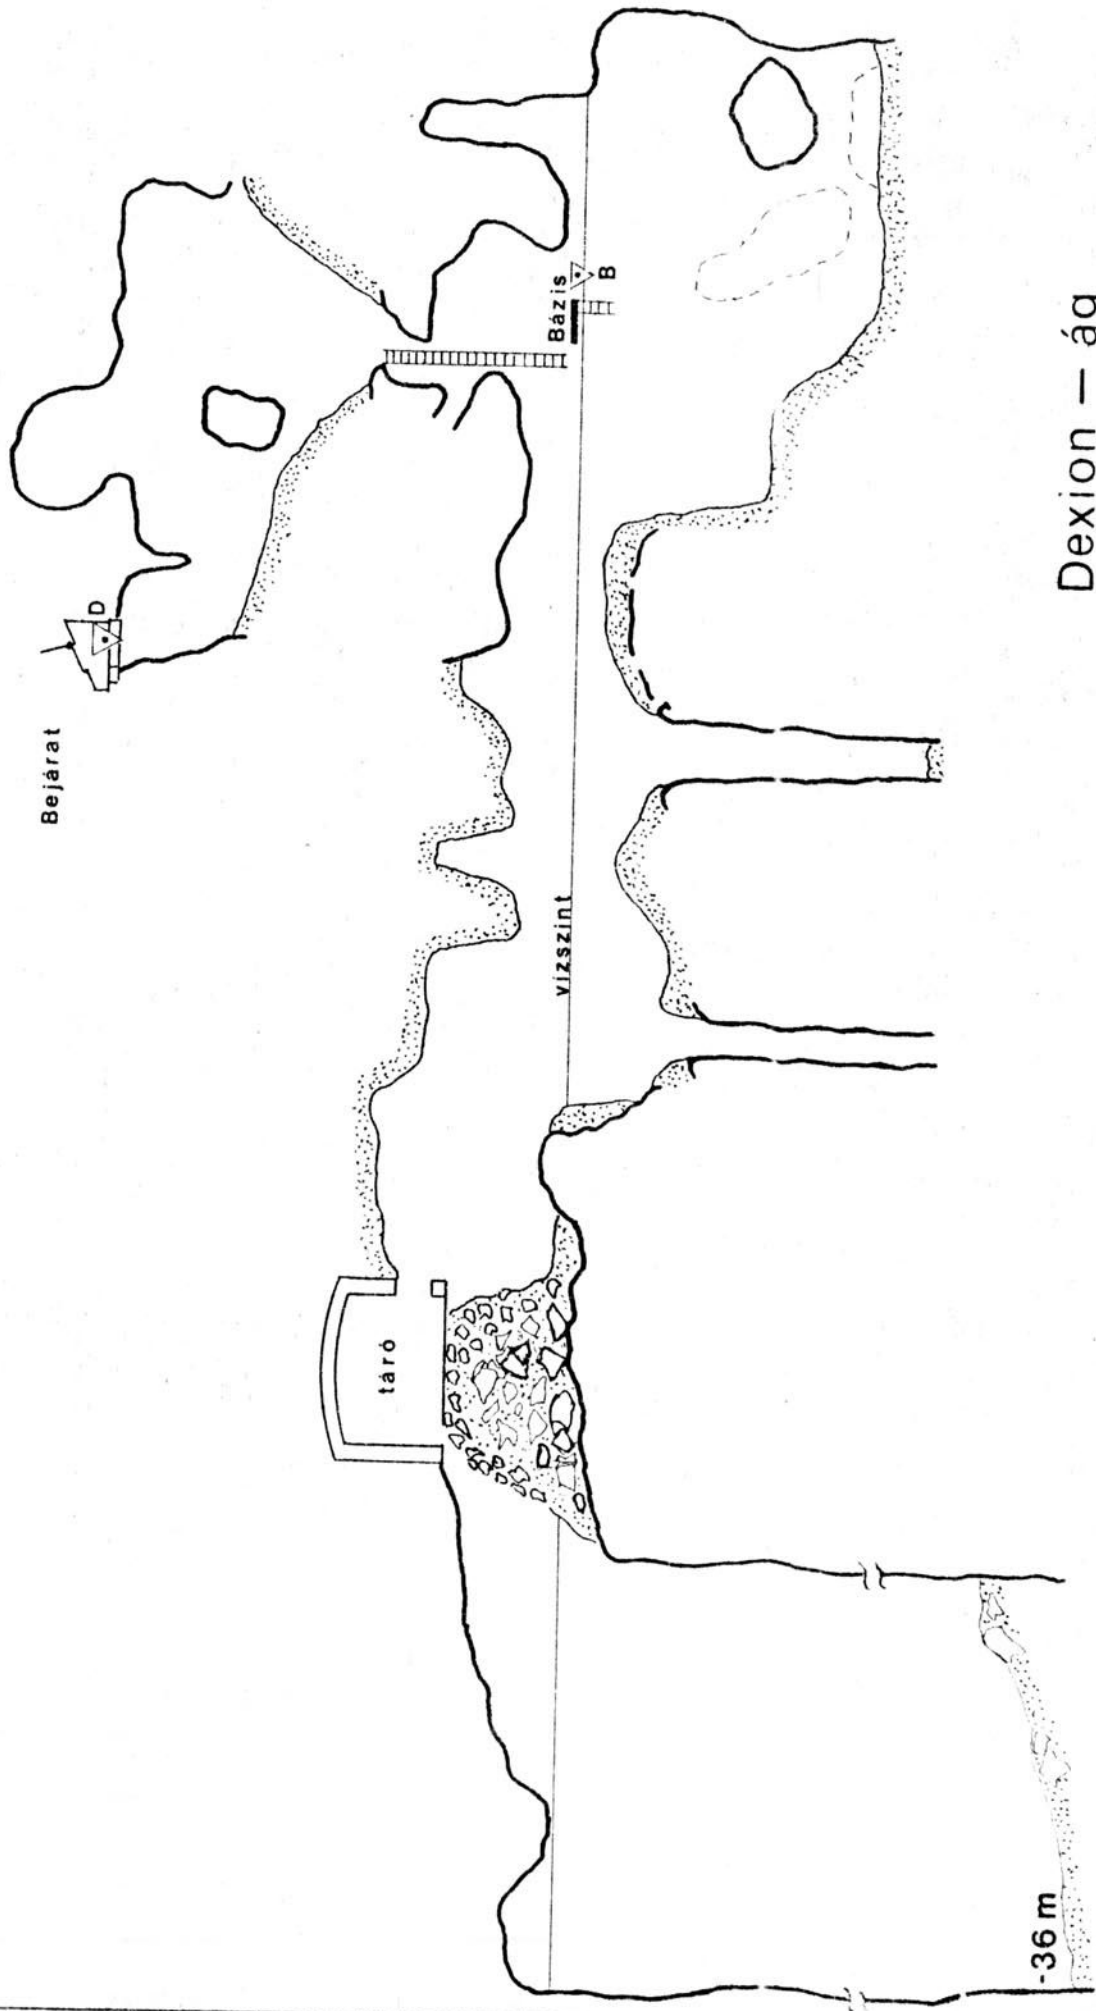 Bejárat
D
Bázis
B
vízszint
táró
-36 m
Dexion – ág